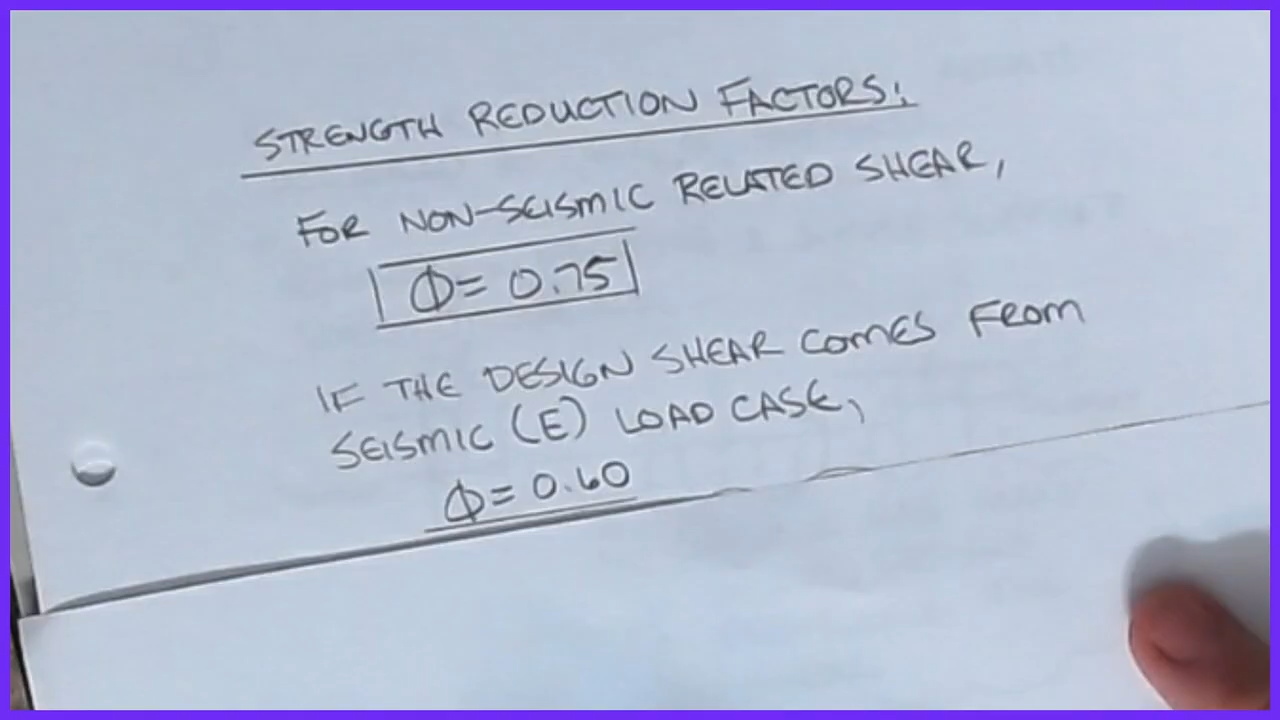 STRENGTH REDUCTION FACTORS:
FOR NON-SEISMIC RELATED SHEAR,
Φ= 0.75
IF THE DESIGN SHEAR COMES FROM
SEISMIC (E) LOAD CASE,
Φ= 0.60